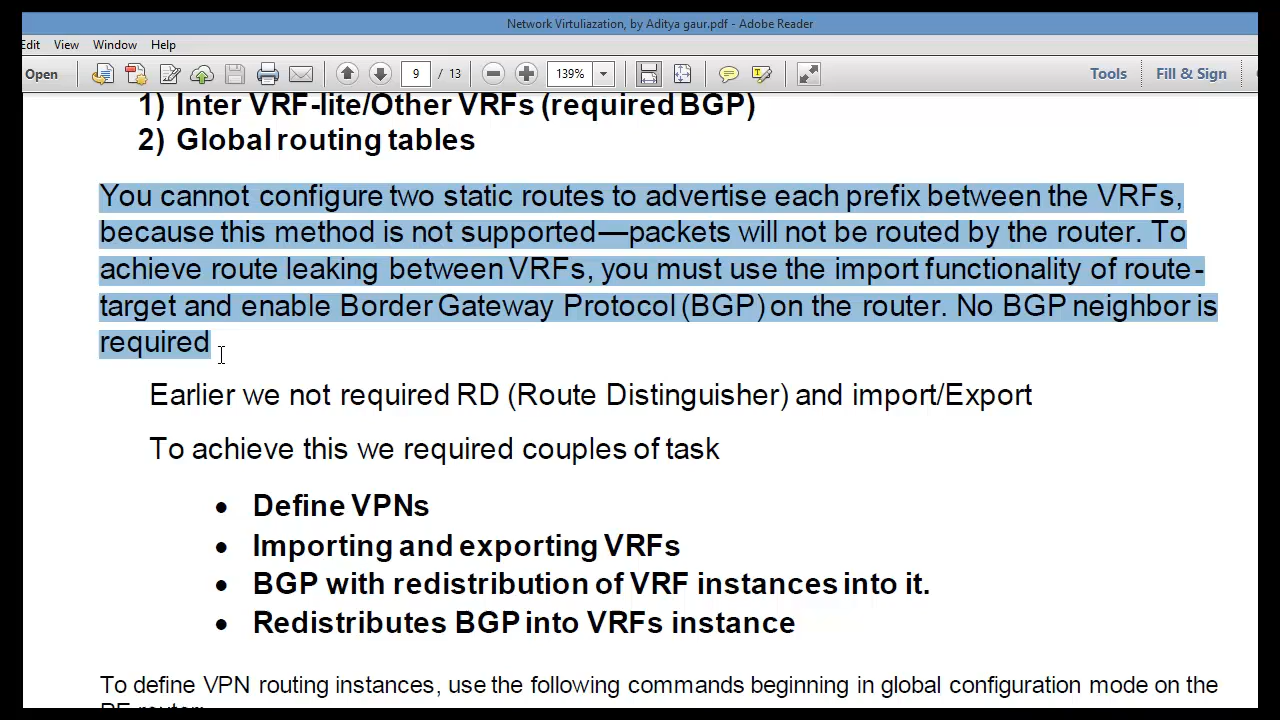 Network Virtuliazation, by Aditya gaur.pdf - Adobe Reader
Edit View Window Help
Open 9 / 13 139% Tools Fill & Sign
1) Inter VRF-lite/Other VRFs (required BGP)
2) Global routing tables
You cannot configure two static routes to advertise each prefix between the VRFs,
because this method is not supported—packets will not be routed by the router. To
achieve route leaking between VRFs, you must use the import functionality of route-
target and enable Border Gateway Protocol (BGP) on the router. No BGP neighbor is
required
Earlier we not required RD (Route Distinguisher) and import/Export
To achieve this we required couples of task
• Define VPNs
• Importing and exporting VRFs
• BGP with redistribution of VRF instances into it.
• Redistributes BGP into VRFs instance
To define VPN routing instances, use the following commands beginning in global configuration mode on the